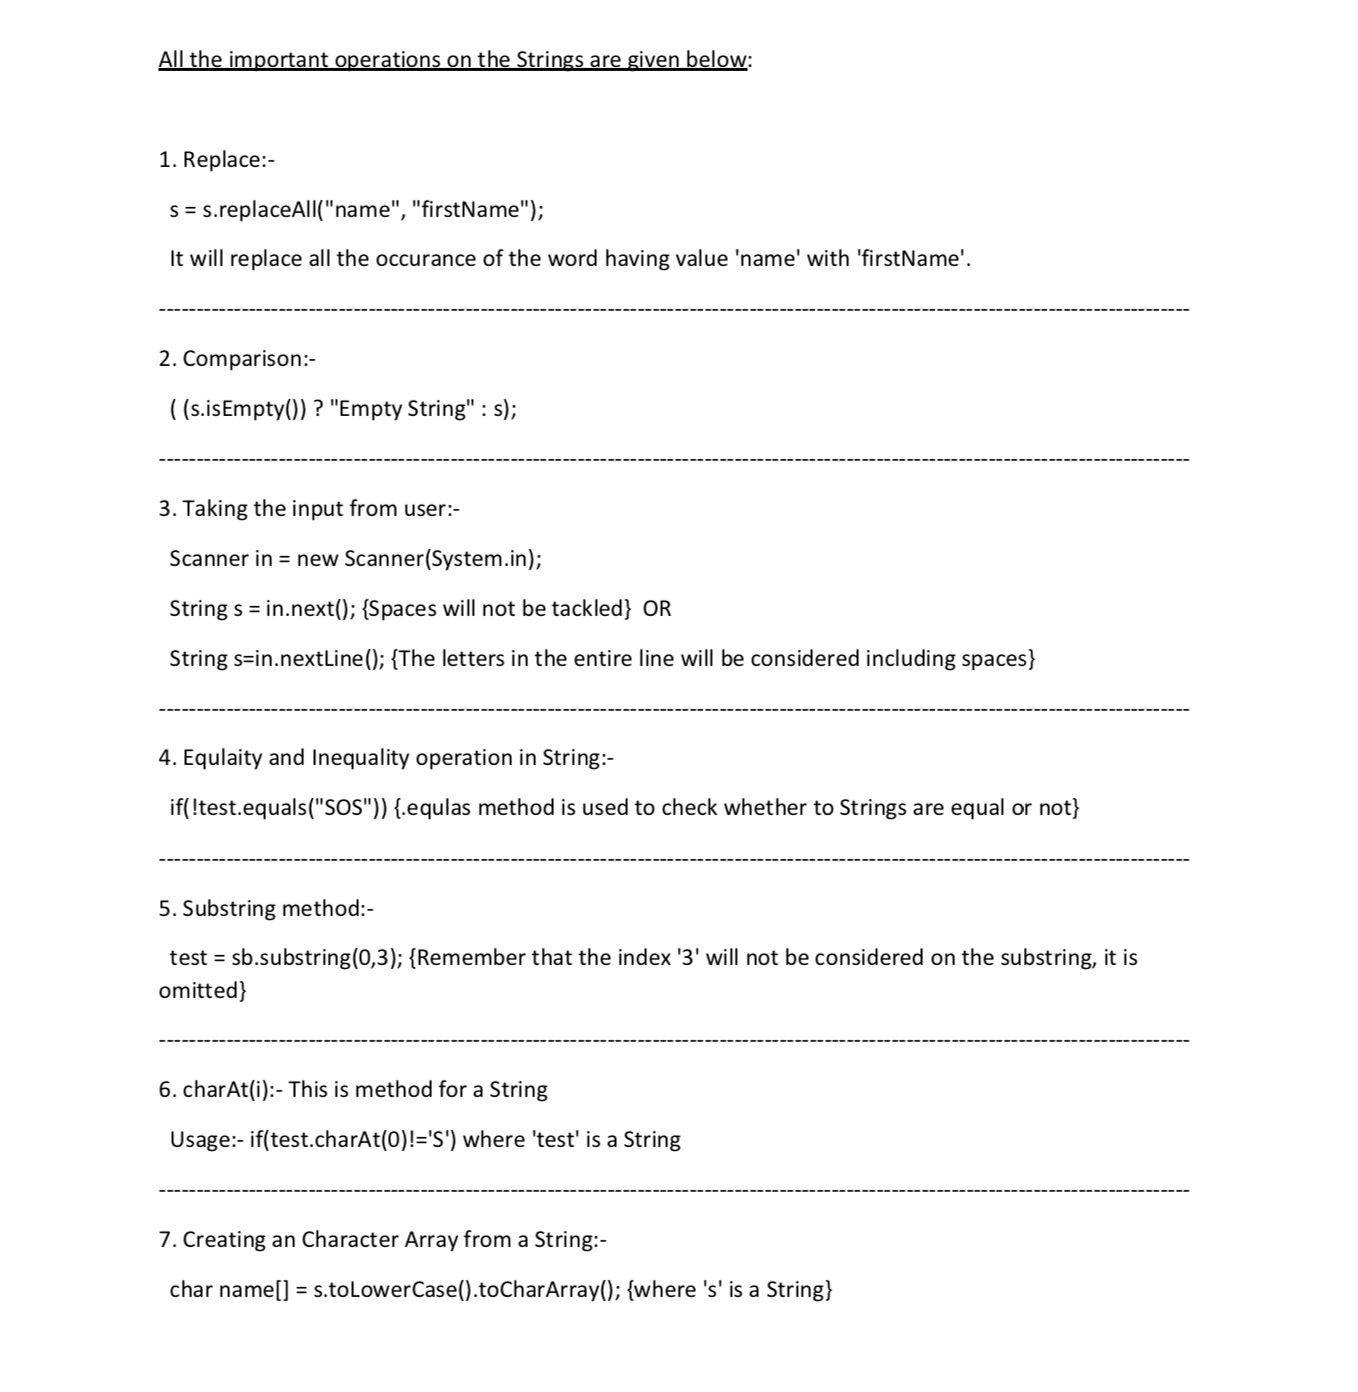 All the important operations on the Strings are given below:
1. Replace:-
s = s.replaceAll("name", "firstName");
It will replace all the occurance of the word having value 'name' with 'firstName'.
--------------------------------------------------------------------------------------------------------------------------------------
2. Comparison:-
( (s.isEmpty()) ? "Empty String" : s);
--------------------------------------------------------------------------------------------------------------------------------------
3. Taking the input from user:-
Scanner in = new Scanner(System.in);
String s = in.next(); {Spaces will not be tackled}  OR
String s=in.nextLine(); {The letters in the entire line will be considered including spaces}
--------------------------------------------------------------------------------------------------------------------------------------
4. Equlaity and Inequality operation in String:-
if(!test.equals("SOS")) {.equlas method is used to check whether to Strings are equal or not}
--------------------------------------------------------------------------------------------------------------------------------------
5. Substring method:-
test = sb.substring(0,3); {Remember that the index '3' will not be considered on the substring, it is
omitted}
--------------------------------------------------------------------------------------------------------------------------------------
6. charAt(i):- This is method for a String
Usage:- if(test.charAt(0)!='S') where 'test' is a String
--------------------------------------------------------------------------------------------------------------------------------------
7. Creating an Character Array from a String:-
char name[] = s.toLowerCase().toCharArray(); {where 's' is a String}